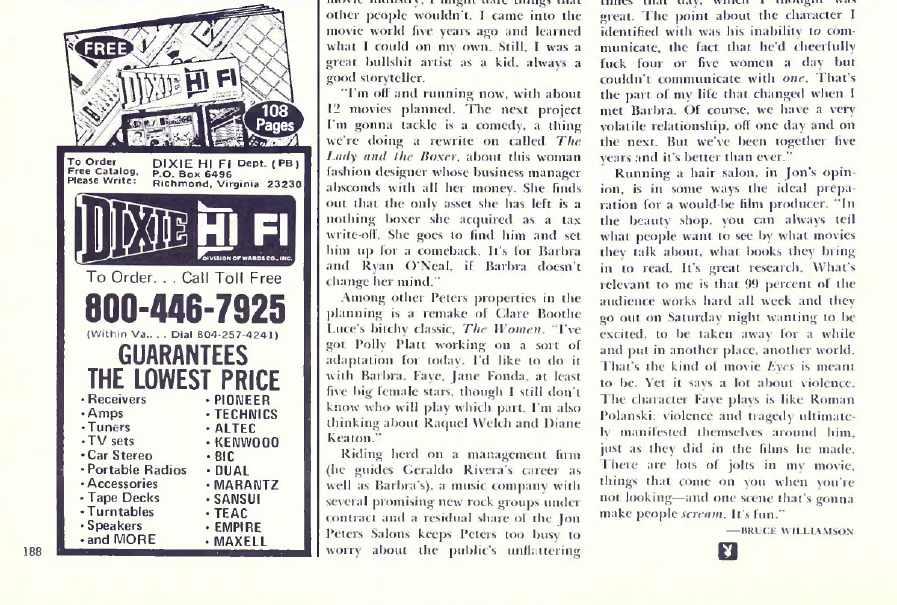 FREE
DIXIE HI FI
108
Pages
To Order
Free Catalog,
Please Write:
DIXIE HI FI Dept. (PB)
P.O. Box 6496
Richmond, Virginia 23230
DIXIE HI FI
DIVISION OF WARDS CO., INC.
To Order. . . Call Toll Free
800-446-7925
(Within Va.. . . Dial 804-257-4241)
GUARANTEES
THE LOWEST PRICE
• Receivers
• Amps
• Tuners
• TV sets
• Car Stereo
• Portable Radios
• Accessories
• Tape Decks
• Turntables
• Speakers
• and MORE
• PIONEER
• TECHNICS
• ALTEC
• KENWOOD
• BIC
• DUAL
• MARANTZ
• SANSUI
• TEAC
• EMPIRE
• MAXELL
188
movie industry, I might dare things that
other people wouldn't. I came into the
movie world five years ago and learned
what I could on my own. Still, I was a
great bullshit artist as a kid, always a
good storyteller.
"I'm off and running now, with about
12 movies planned. The next project
I'm gonna tackle is a comedy, a thing
we're doing a rewrite on called The
Lady and the Boxer, about this woman
fashion designer whose business manager
absconds with all her money. She finds
out that the only asset she has left is a
nothing boxer she acquired as a tax
write-off. She goes to find him and set
him up for a comeback. It's for Barbra
and Ryan O'Neal, if Barbra doesn't
change her mind."
Among other Peters properties in the
planning is a remake of Clare Boothe
Luce's bitchy classic, The Women. "I've
got Polly Platt working on a sort of
adaptation for today. I'd like to do it
with Barbra, Faye, Jane Fonda, at least
five big female stars, though I still don't
know who will play which part. I'm also
thinking about Raquel Welch and Diane
Keaton."
Riding herd on a management firm
(he guides Geraldo Rivera's career as
well as Barbra's), a music company with
several promising new rock groups under
contract and a residual share of the Jon
Peters Salons keeps Peters too busy to
worry about the public's unflattering
times that day, which I thought was
great. The point about the character I
identified with was his inability to com-
municate, the fact that he'd cheerfully
fuck four or five women a day but
couldn't communicate with one. That's
the part of my life that changed when I
met Barbra. Of course, we have a very
volatile relationship, off one day and on
the next. But we've been together five
years and it's better than ever."
Running a hair salon, in Jon's opin-
ion, is in some ways the ideal prepa-
ration for a would-be film producer. "In
the beauty shop, you can always tell
what people want to see by what movies
they talk about, what books they bring
in to read. It's great research. What's
relevant to me is that 99 percent of the
audience works hard all week and they
go out on Saturday night wanting to be
excited, to be taken away for a while
and put in another place, another world.
That's the kind of movie Eyes is meant
to be. Yet it says a lot about violence.
The character Faye plays is like Roman
Polanski: violence and tragedy ultimate-
ly manifested themselves around him,
just as they did in the films he made.
There are lots of jolts in my movie,
things that come on you when you're
not looking—and one scene that's gonna
make people scream. It's fun."
—BRUCE WILLIAMSON